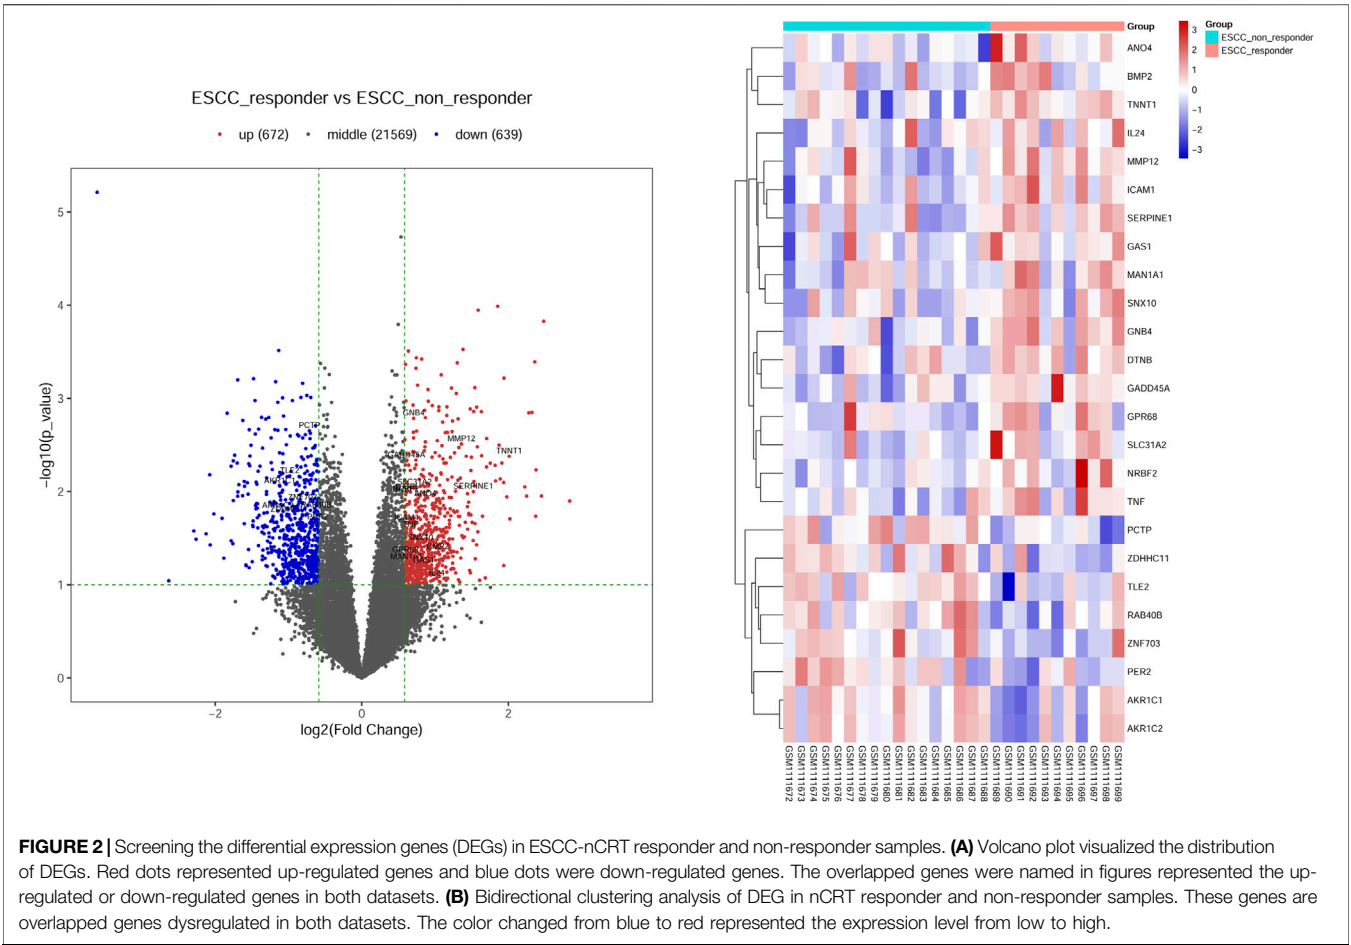 ESCC_responder vs ESCC_non_responder
up (672) middle (21569) down (639)
−log10(p_value)
5
4
3
2
1
0
−2 0 2
log2(Fold Change)
GNB4
PCTP
MMP12
TNNT1
GADD45A
TLE2
AKR1C1
SLC31A2
SERPINE1
ANO4
SNX10
BMP2
GPR68
MAN1A1
GAS1
IL24
Group
ANO4
BMP2
TNNT1
IL24
MMP12
ICAM1
SERPINE1
GAS1
MAN1A1
SNX10
GNB4
DTNB
GADD45A
GPR68
SLC31A2
NRBF2
TNF
PCTP
ZDHHC11
TLE2
RAB40B
ZNF703
PER2
AKR1C1
AKR1C2
3
2
1
0
−1
−2
−3
Group
ESCC_non_responder
ESCC_responder
GSM1111672
GSM1111673
GSM1111674
GSM1111675
GSM1111676
GSM1111677
GSM1111678
GSM1111679
GSM1111680
GSM1111681
GSM1111682
GSM1111683
GSM1111684
GSM1111685
GSM1111686
GSM1111687
GSM1111688
GSM1111689
GSM1111690
GSM1111691
GSM1111692
GSM1111693
GSM1111694
GSM1111695
GSM1111696
GSM1111697
GSM1111698
GSM1111699
FIGURE 2 | Screening the differential expression genes (DEGs) in ESCC-nCRT responder and non-responder samples. (A) Volcano plot visualized the distribution
of DEGs. Red dots represented up-regulated genes and blue dots were down-regulated genes. The overlapped genes were named in figures represented the up-
regulated or down-regulated genes in both datasets. (B) Bidirectional clustering analysis of DEG in nCRT responder and non-responder samples. These genes are
overlapped genes dysregulated in both datasets. The color changed from blue to red represented the expression level from low to high.